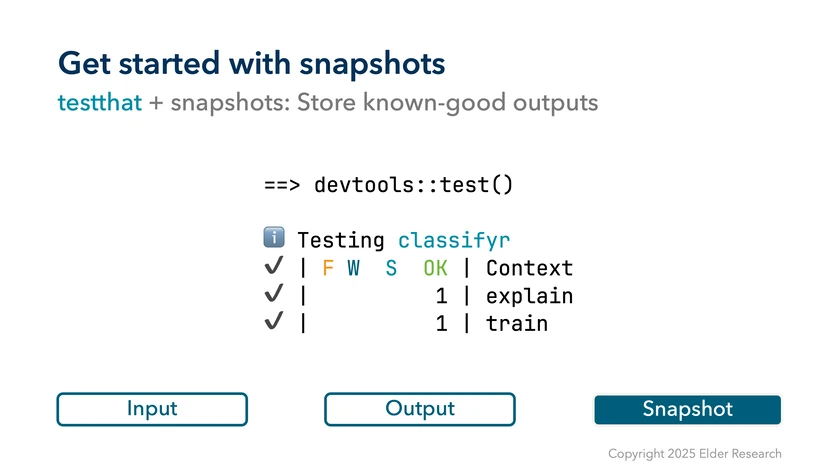 Get started with snapshots
testthat + snapshots: Store known-good outputs
==> devtools::test()
ℹ Testing classifyr
✔ | F W  S  OK | Context
✔ |          1 | explain
✔ |          1 | train
Input
Output
Snapshot
Copyright 2025 Elder Research